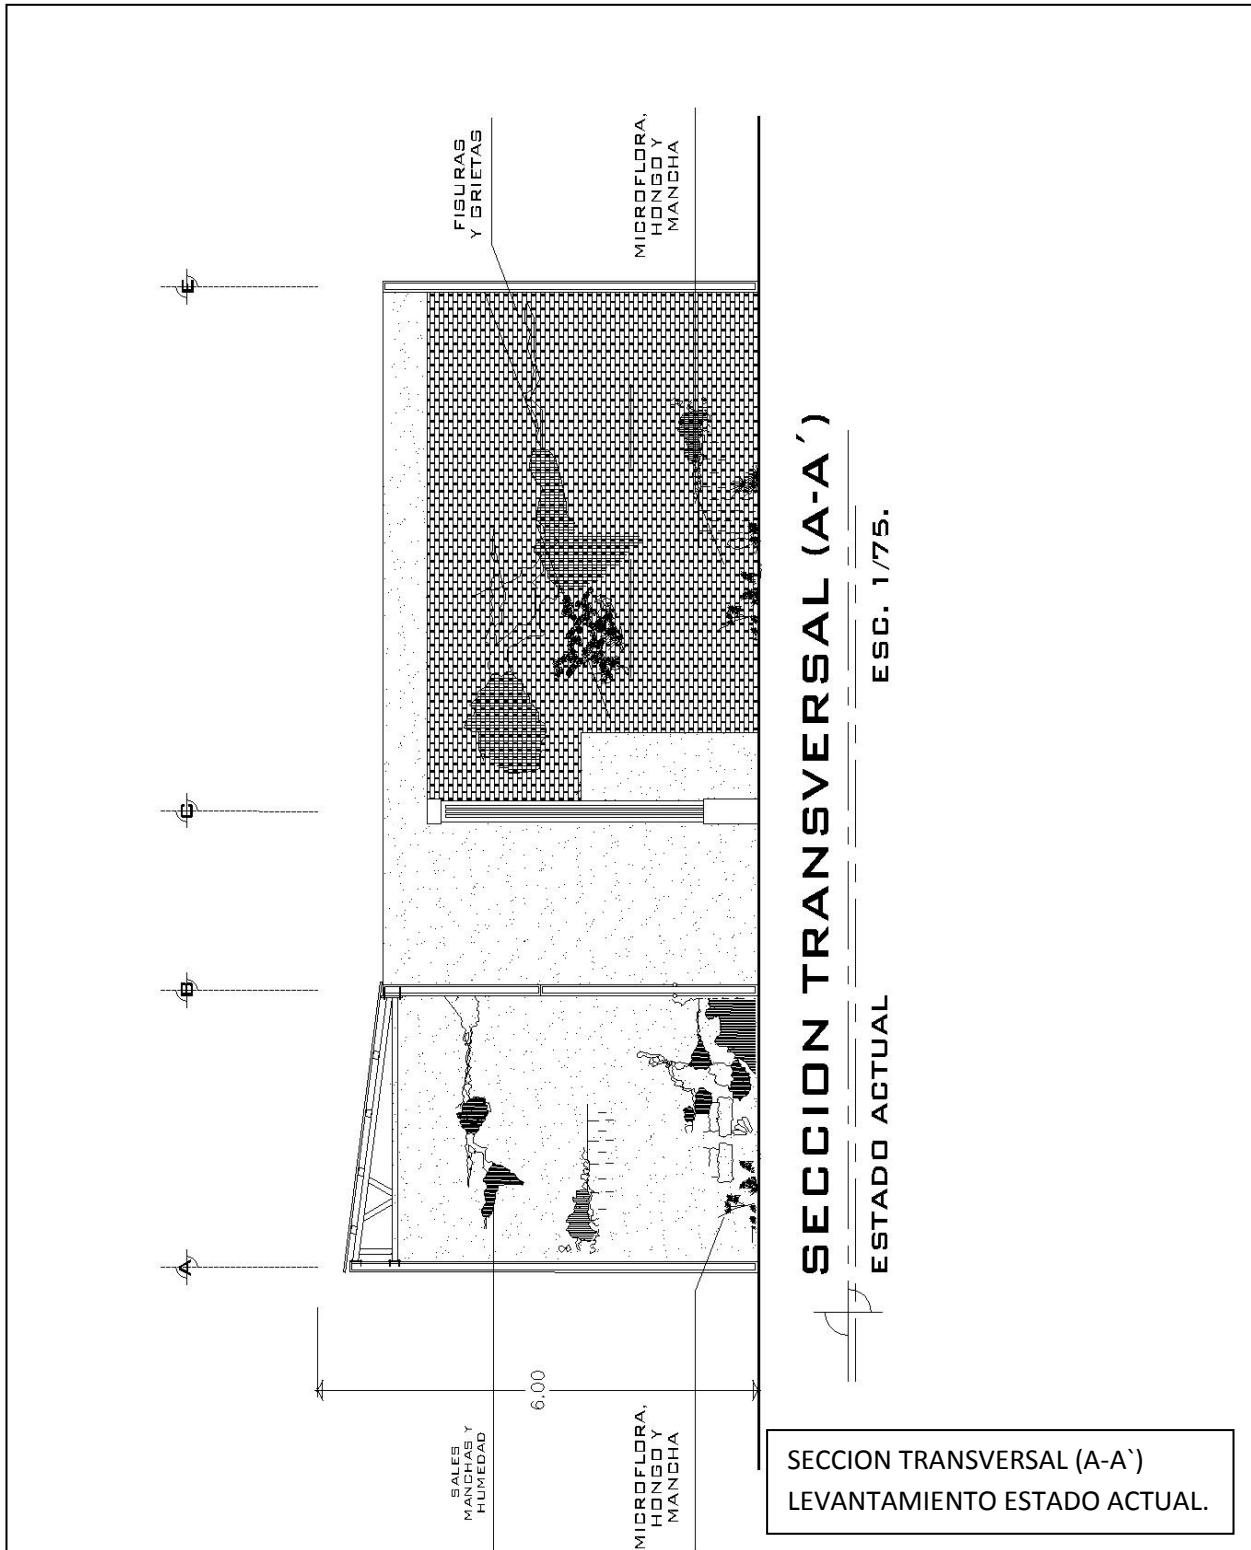 A
B
C
E
FISURAS
Y GRIETAS
MICROFLORA,
HONGO Y
MANCHA
6.00
SALES
MANCHAS Y
HUMEDAD
MICROFLORA,
HONGO Y
MANCHA
SECCION TRANSVERSAL (A-A´)
ESTADO ACTUAL
ESC. 1/75.
SECCION TRANSVERSAL (A-A`)
LEVANTAMIENTO ESTADO ACTUAL.